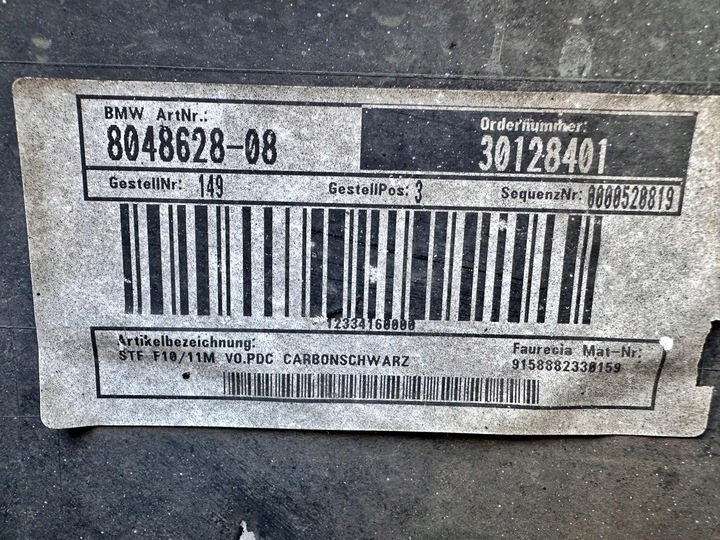 BMW ArtNr.:
8048628-08
Ordernummer:
30128401
GestellNr: 149
GestellPos: 3
SequenzNr: 0000520819
12334160000
Artikelbezeichnung:
STF F10/11M VO.PDC CARBONSCHWARZ
Faurecia Mat-Nr:
9158882330159